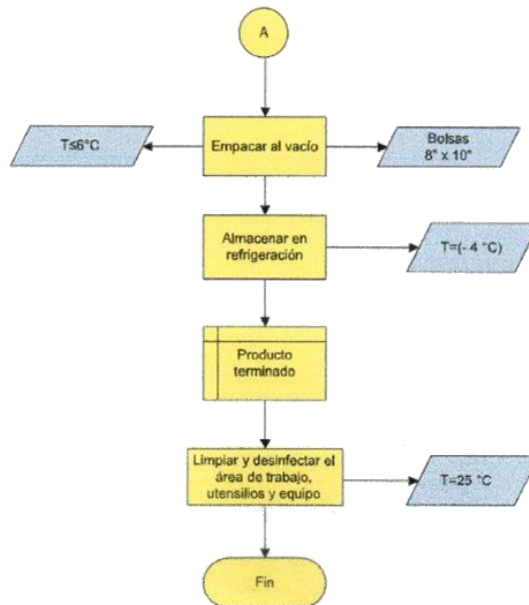 A
T≤6°C
Empacar al vacío
Bolsas
8" x 10"
Almacenar en
refrigeración
T=(- 4 °C)
Producto
terminado
Limpiar y desinfectar el
área de trabajo,
utensilios y equipo
T=25 °C
Fin